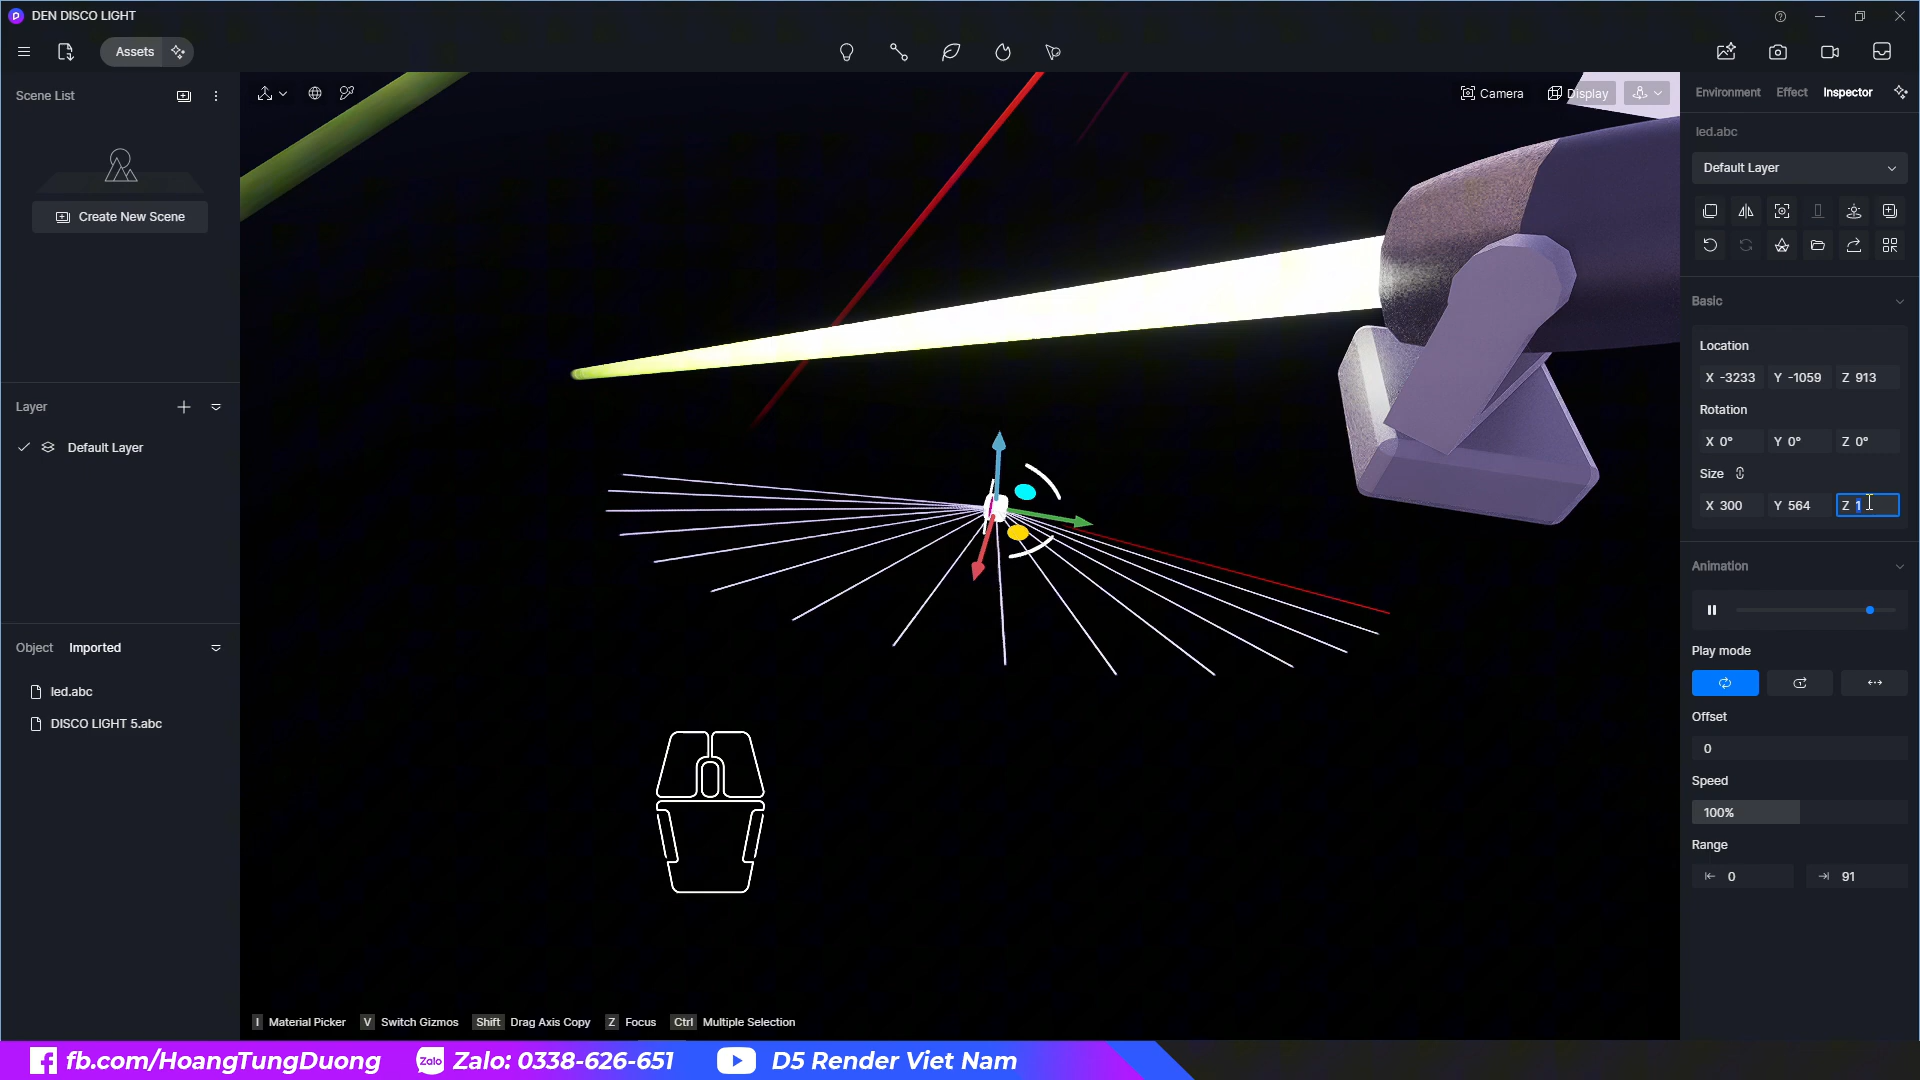 DEN DISCO LIGHT
Assets
Scene List
Create New Scene
Layer
Default Layer
Object Imported
led.abc
DISCO LIGHT 5.abc
Camera Display
Environment Effect Inspector
led.abc
Default Layer
Basic
Location
X -3233 Y -1059 Z 913
Rotation
X 0° Y 0° Z 0°
Size
X 300 Y 564 Z 1
Animation
Play mode
Offset
0
Speed
100%
Range
0 91
I Material Picker V Switch Gizmos Shift Drag Axis Copy Z Focus Ctrl Multiple Selection
fb.com/HoangTungDuong Zalo Zalo: 0338-626-651 D5 Render Viet Nam